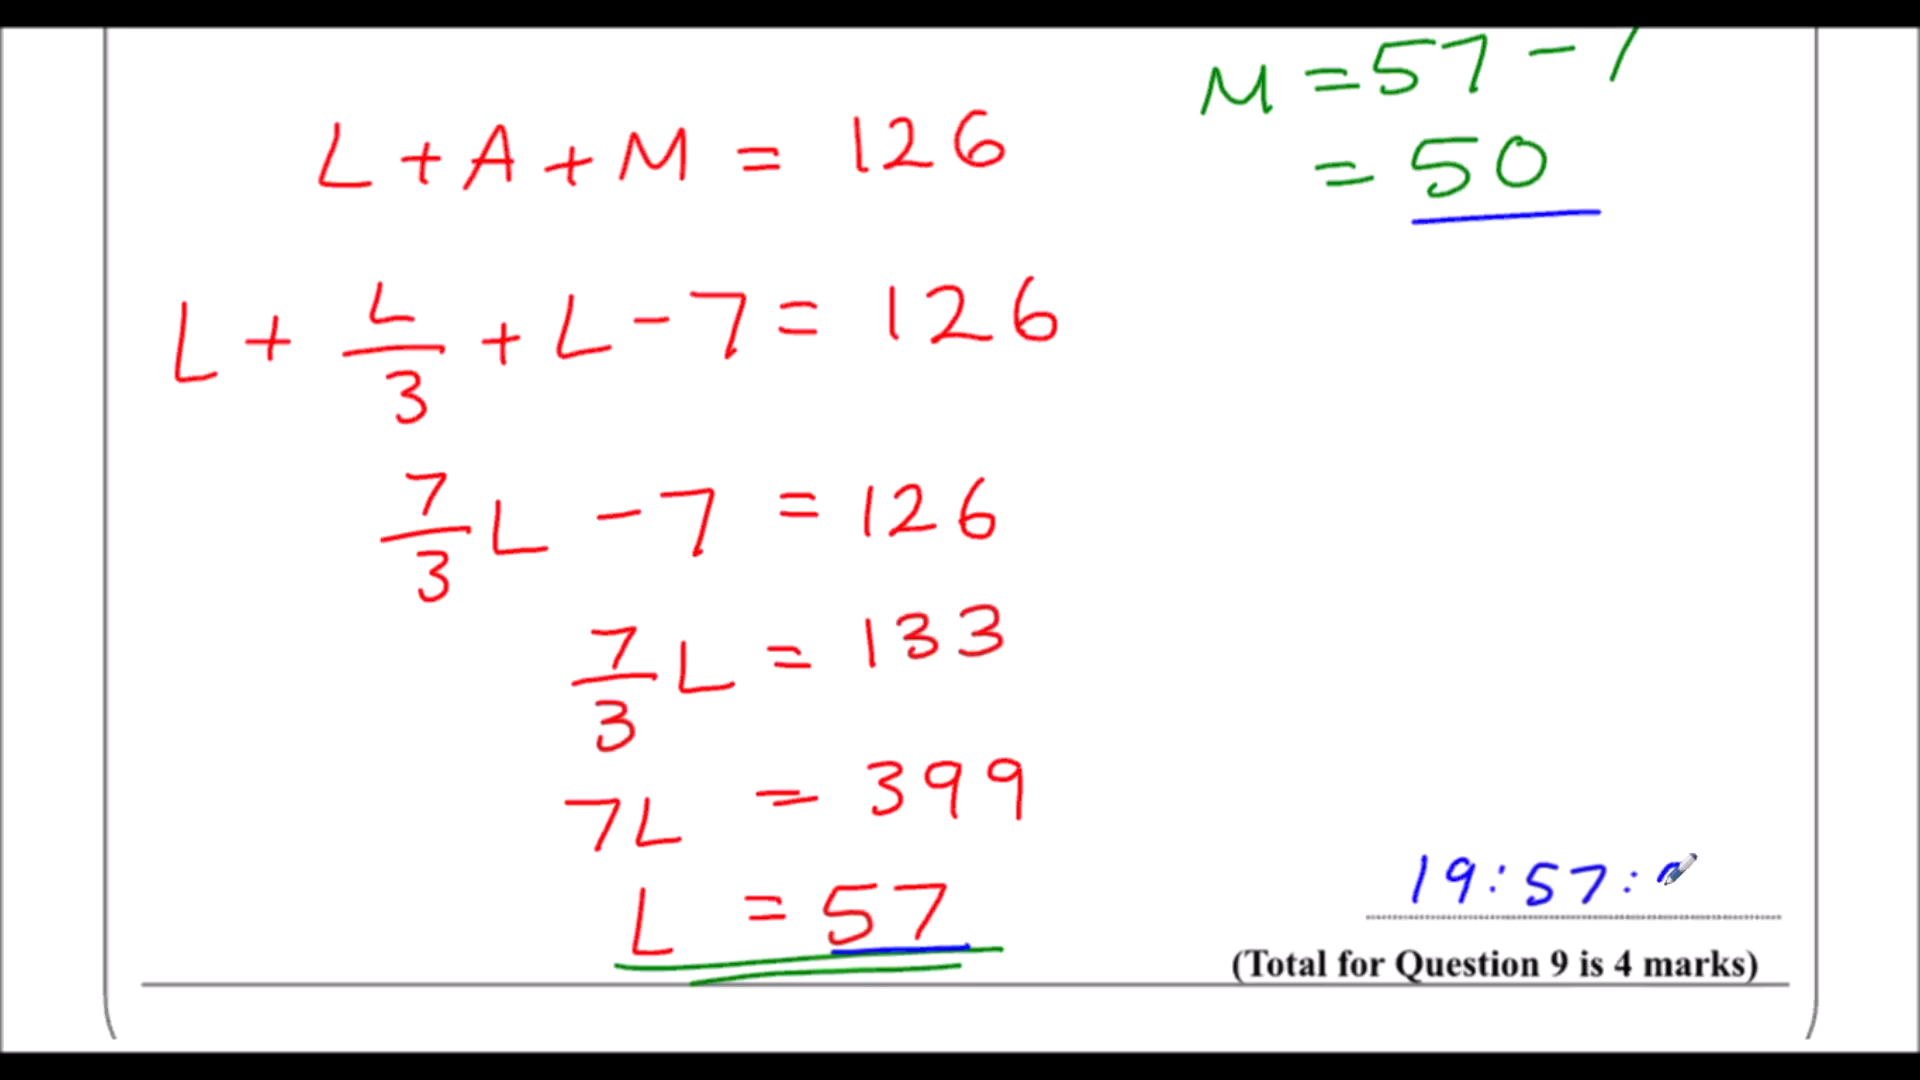 L + A + M = 126
L + L/3 + L - 7 = 126
7/3 L - 7 = 126
7/3 L = 133
7L = 399
L = 57
M = 57 -
= 50
19:57:
(Total for Question 9 is 4 marks)